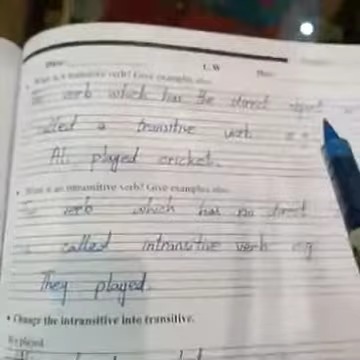 C.W
What is a transitive verb? Give examples also.
The verb which has the direct object
called a transitive verb e.g
Ali played cricket.
• What is an intransitive verb? Give examples also.
The verb which has no direct
called intransitive verb e.g
They played.
• Change the intransitive into transitive.
played